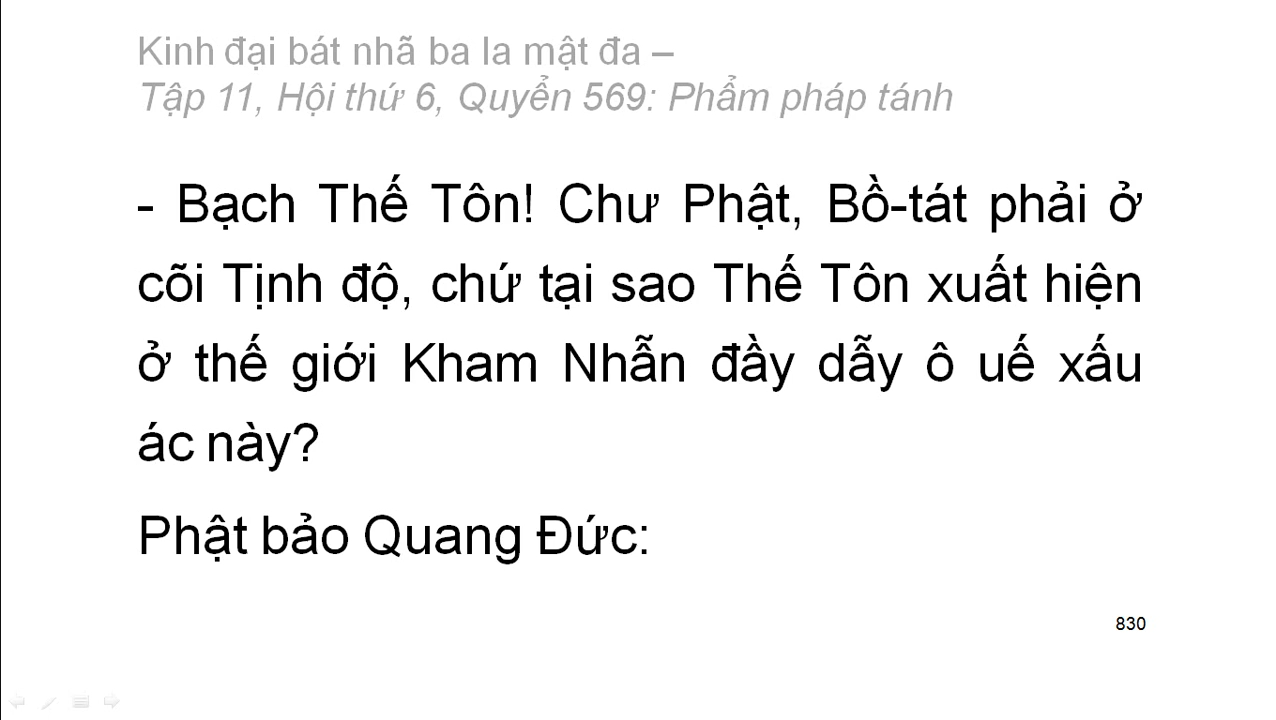 Kinh đại bát nhã ba la mật đa –
Tập 11, Hội thứ 6, Quyển 569: Phẩm pháp tánh
- Bạch Thế Tôn! Chư Phật, Bồ-tát phải ở
cõi Tịnh độ, chứ tại sao Thế Tôn xuất hiện
ở thế giới Kham Nhẫn đầy dẫy ô uế xấu
ác này?
Phật bảo Quang Đức:
830